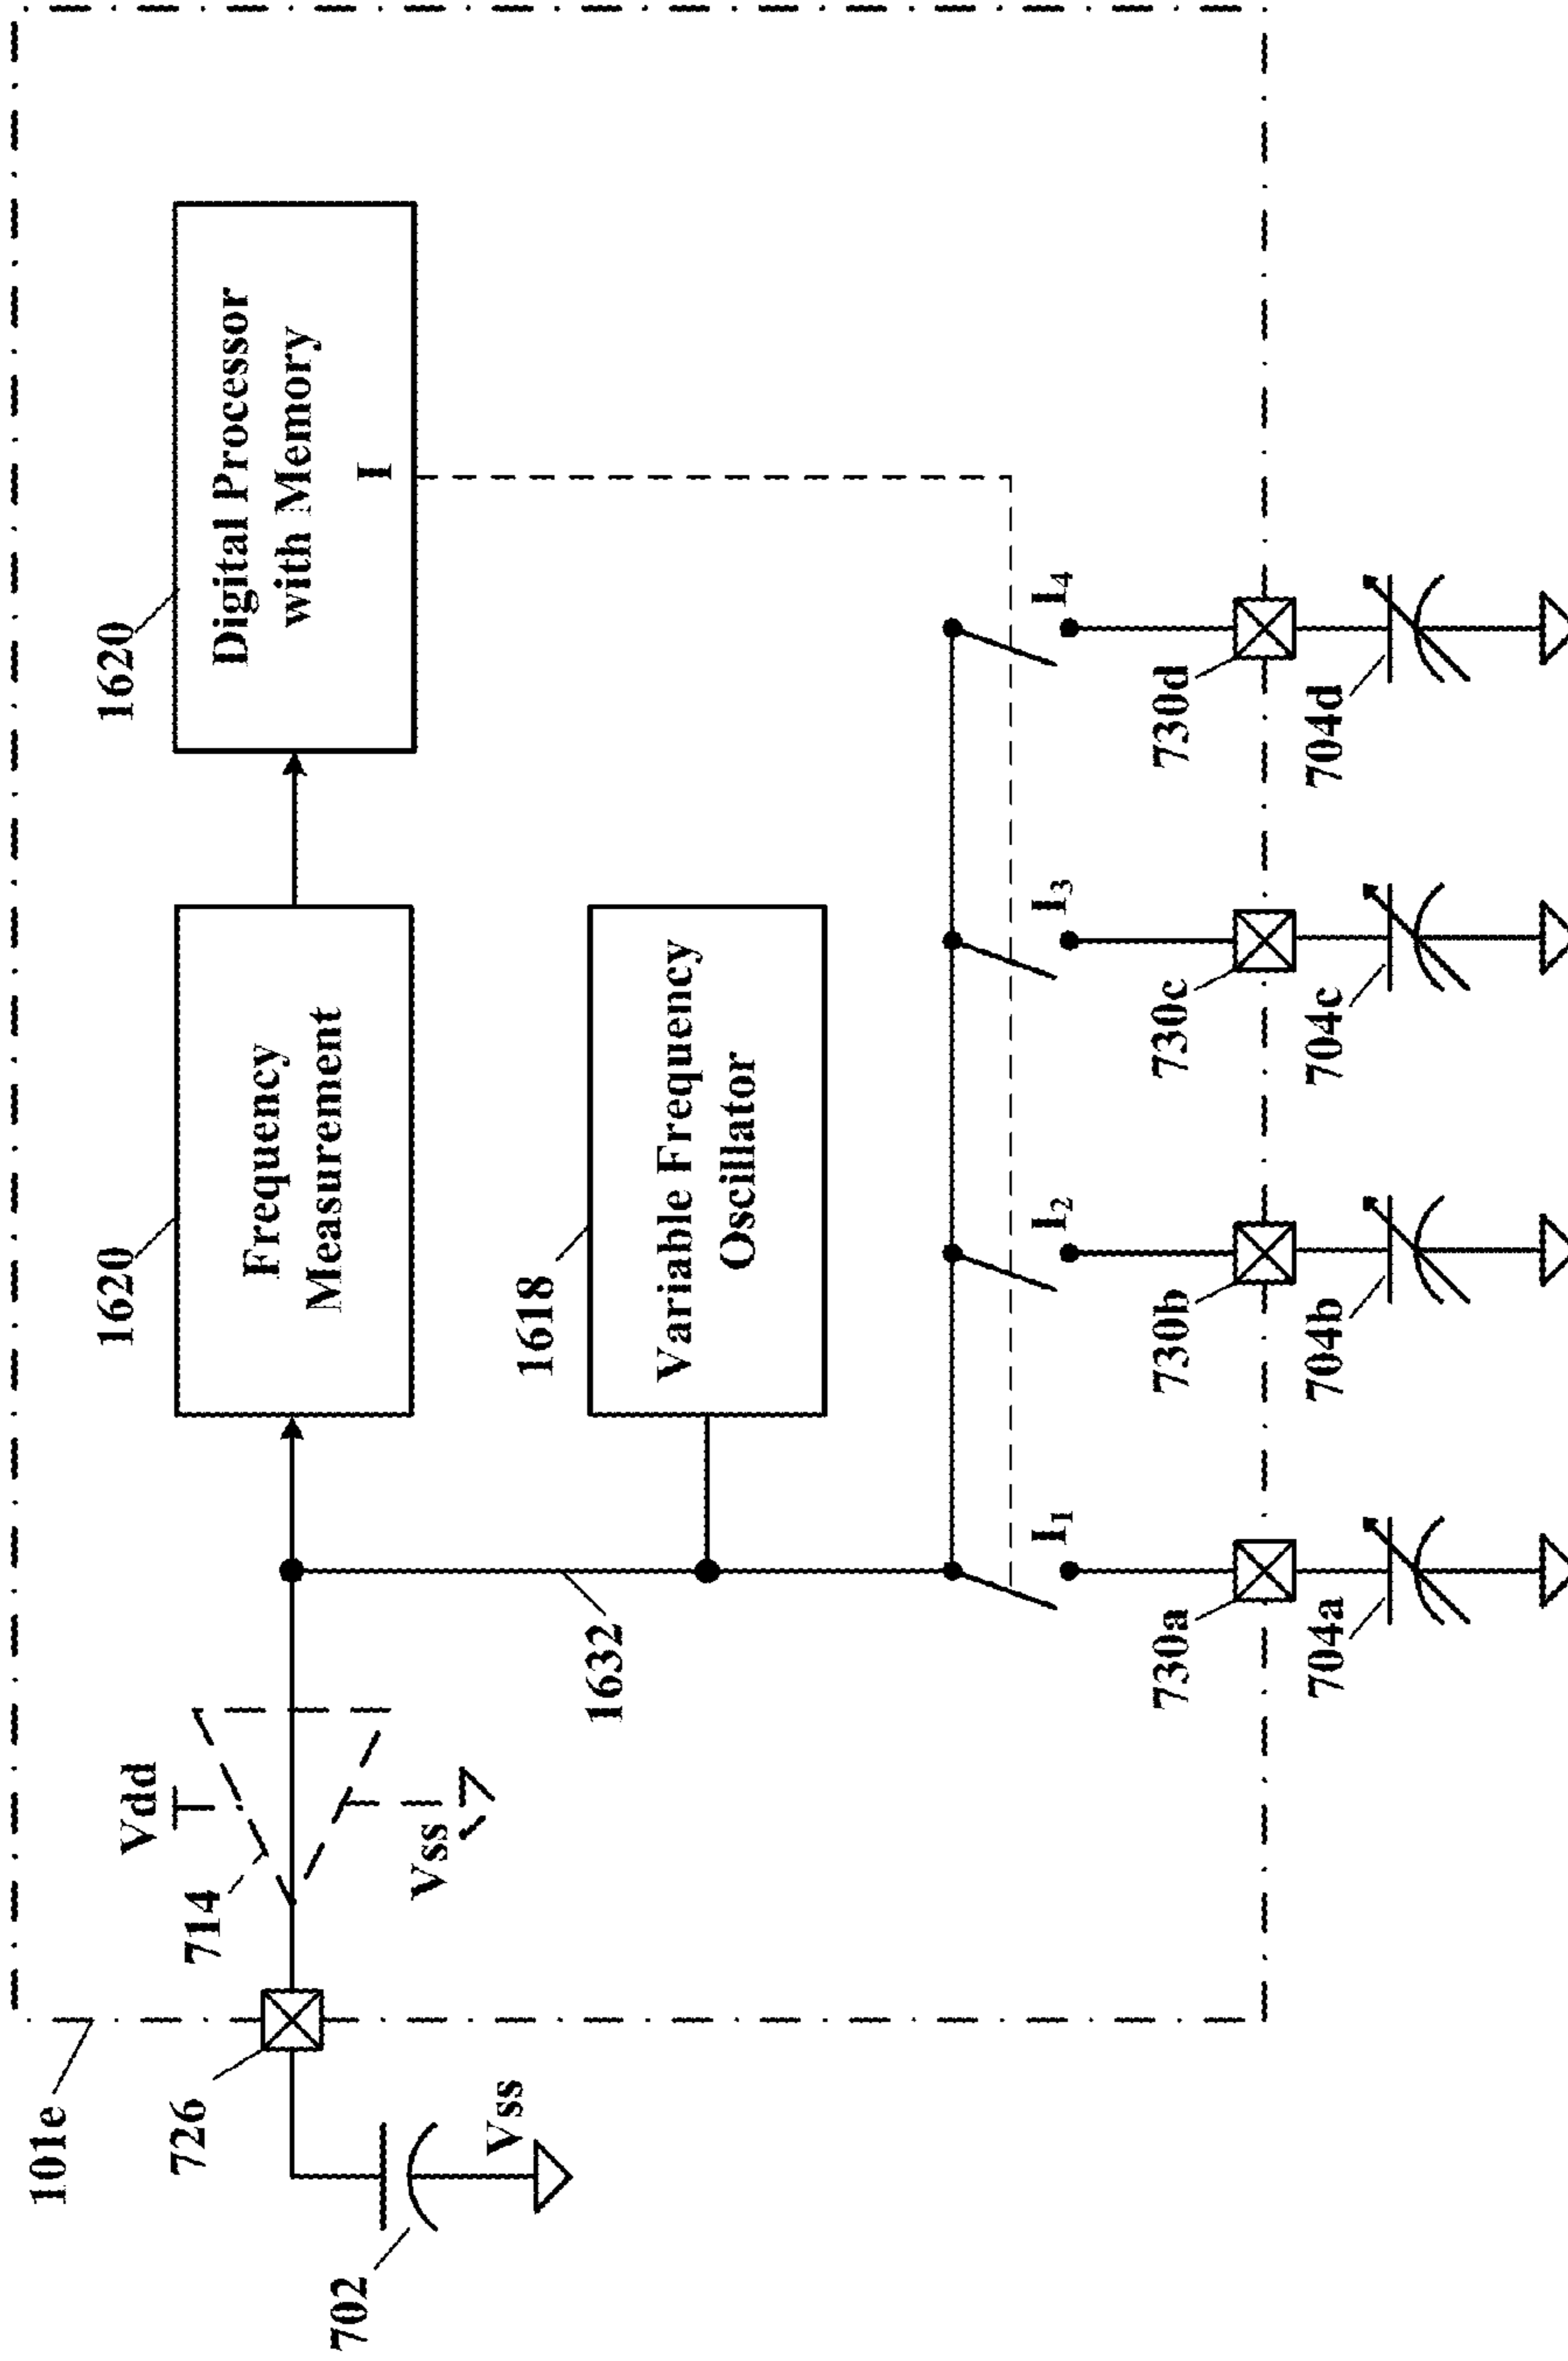 101e
726
702
Vss
714
Vdd
Vss
1620
Frequency
Measurement
1620
Digital Processor
with Memory
I
1618
Variable Frequency
Oscillator
1632
I1
I2
I3
I4
730a
730b
730c
730d
704a
704b
704c
704d